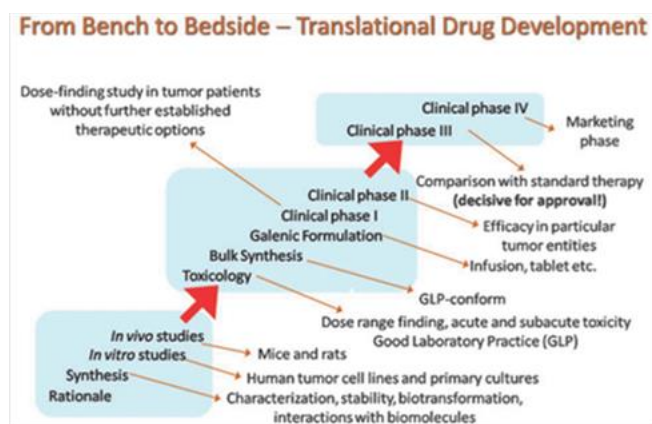 From Bench to Bedside – Translational Drug Development
Dose-finding study in tumor patients
without further established
therapeutic options
Clinical phase IV
Clinical phase III
Marketing
phase
Comparison with standard therapy
(decisive for approval!)
Clinical phase II
Clinical phase I
Galenic Formulation
Bulk Synthesis
Toxicology
Efficacy in particular
tumor entities
Infusion, tablet etc.
GLP-conform
Dose range finding, acute and subacute toxicity
Good Laboratory Practice (GLP)
In vivo studies
In vitro studies
Synthesis
Rationale
Mice and rats
Human tumor cell lines and primary cultures
Characterization, stability, biotransformation,
interactions with biomolecules